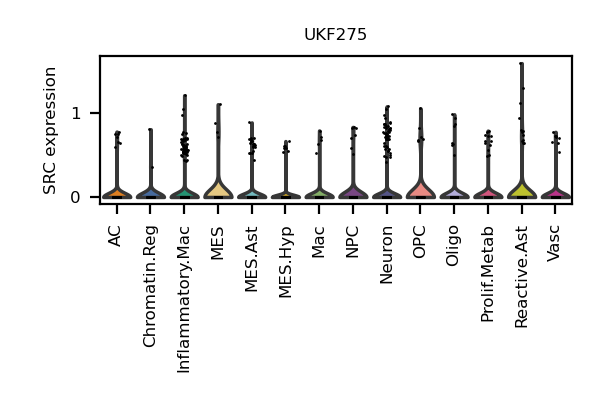 UKF275
SRC expression
1
0
AC
Chromatin.Reg
Inflammatory.Mac
MES
MES.Ast
MES.Hyp
Mac
NPC
Neuron
OPC
Oligo
Prolif.Metab
Reactive.Ast
Vasc